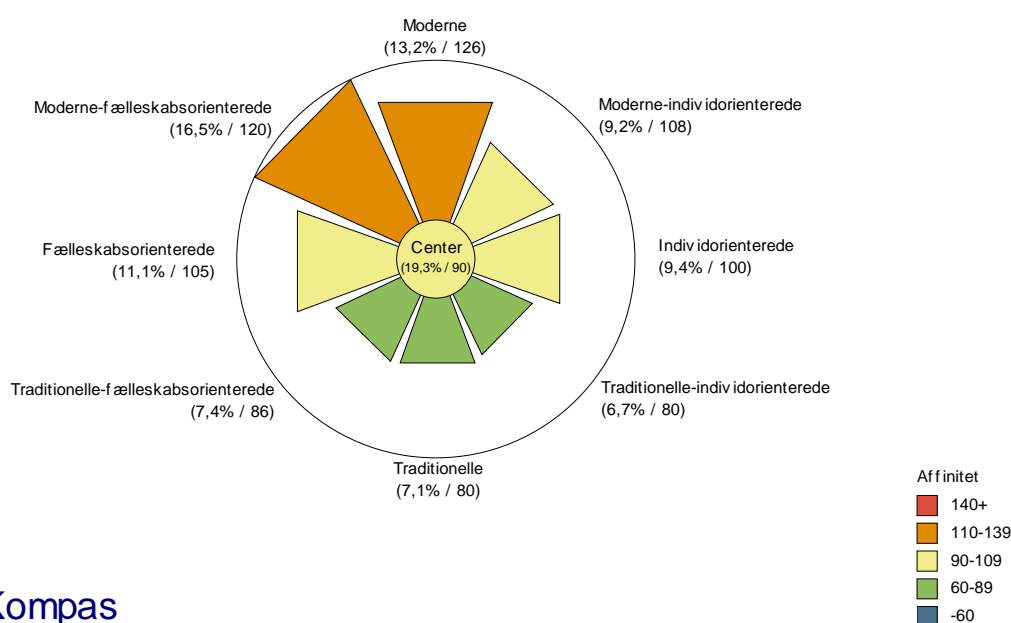 Moderne
(13,2% / 126)
Moderne-fælleskabsorienterede
(16,5% / 120)
Moderne-individorienterede
(9,2% / 108)
Fælleskabsorienterede
(11,1% / 105)
Center
(19,3% / 90)
Individorienterede
(9,4% / 100)
Traditionelle-fælleskabsorienterede
(7,4% / 86)
Traditionelle-individorienterede
(6,7% / 80)
Traditionelle
(7,1% / 80)
Affinitet
140+
110-139
90-109
60-89
-60
Kompas